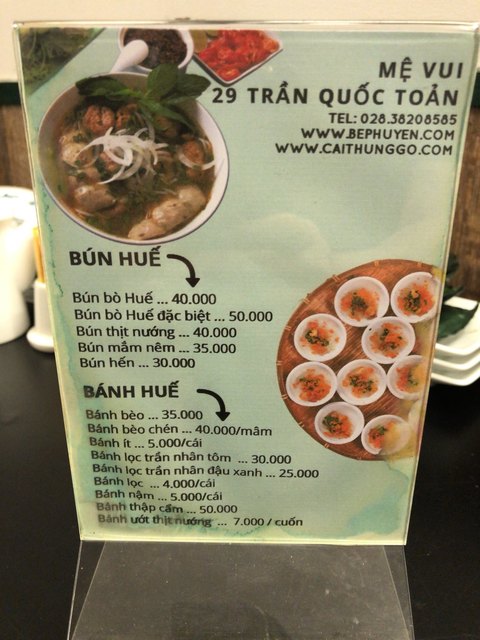 MỆ VUI
29 TRẦN QUỐC TOẢN
TEL: 028.38208585
WWW.BEPHUYEN.COM
WWW.CAITHUNGGO.COM
BÚN HUẾ
Bún bò Huế ... 40.000
Bún bò Huế đặc biệt ... 50.000
Bún thịt nướng ... 40.000
Bún mắm nêm ... 35.000
Bún hến ... 30.000
BÁNH HUẾ
Bánh bèo ... 35.000
Bánh bèo chén ... 40.000/mâm
Bánh ít ... 5.000/cái
Bánh lọc trần nhân tôm ... 30.000
Bánh lọc trần nhân đậu xanh ... 25.000
Bánh lọc ... 4.000/cái
Bánh nậm ... 5.000/cái
Bánh thập cẩm ... 50.000
Bánh ướt thịt nướng ... 7.000 / cuốn